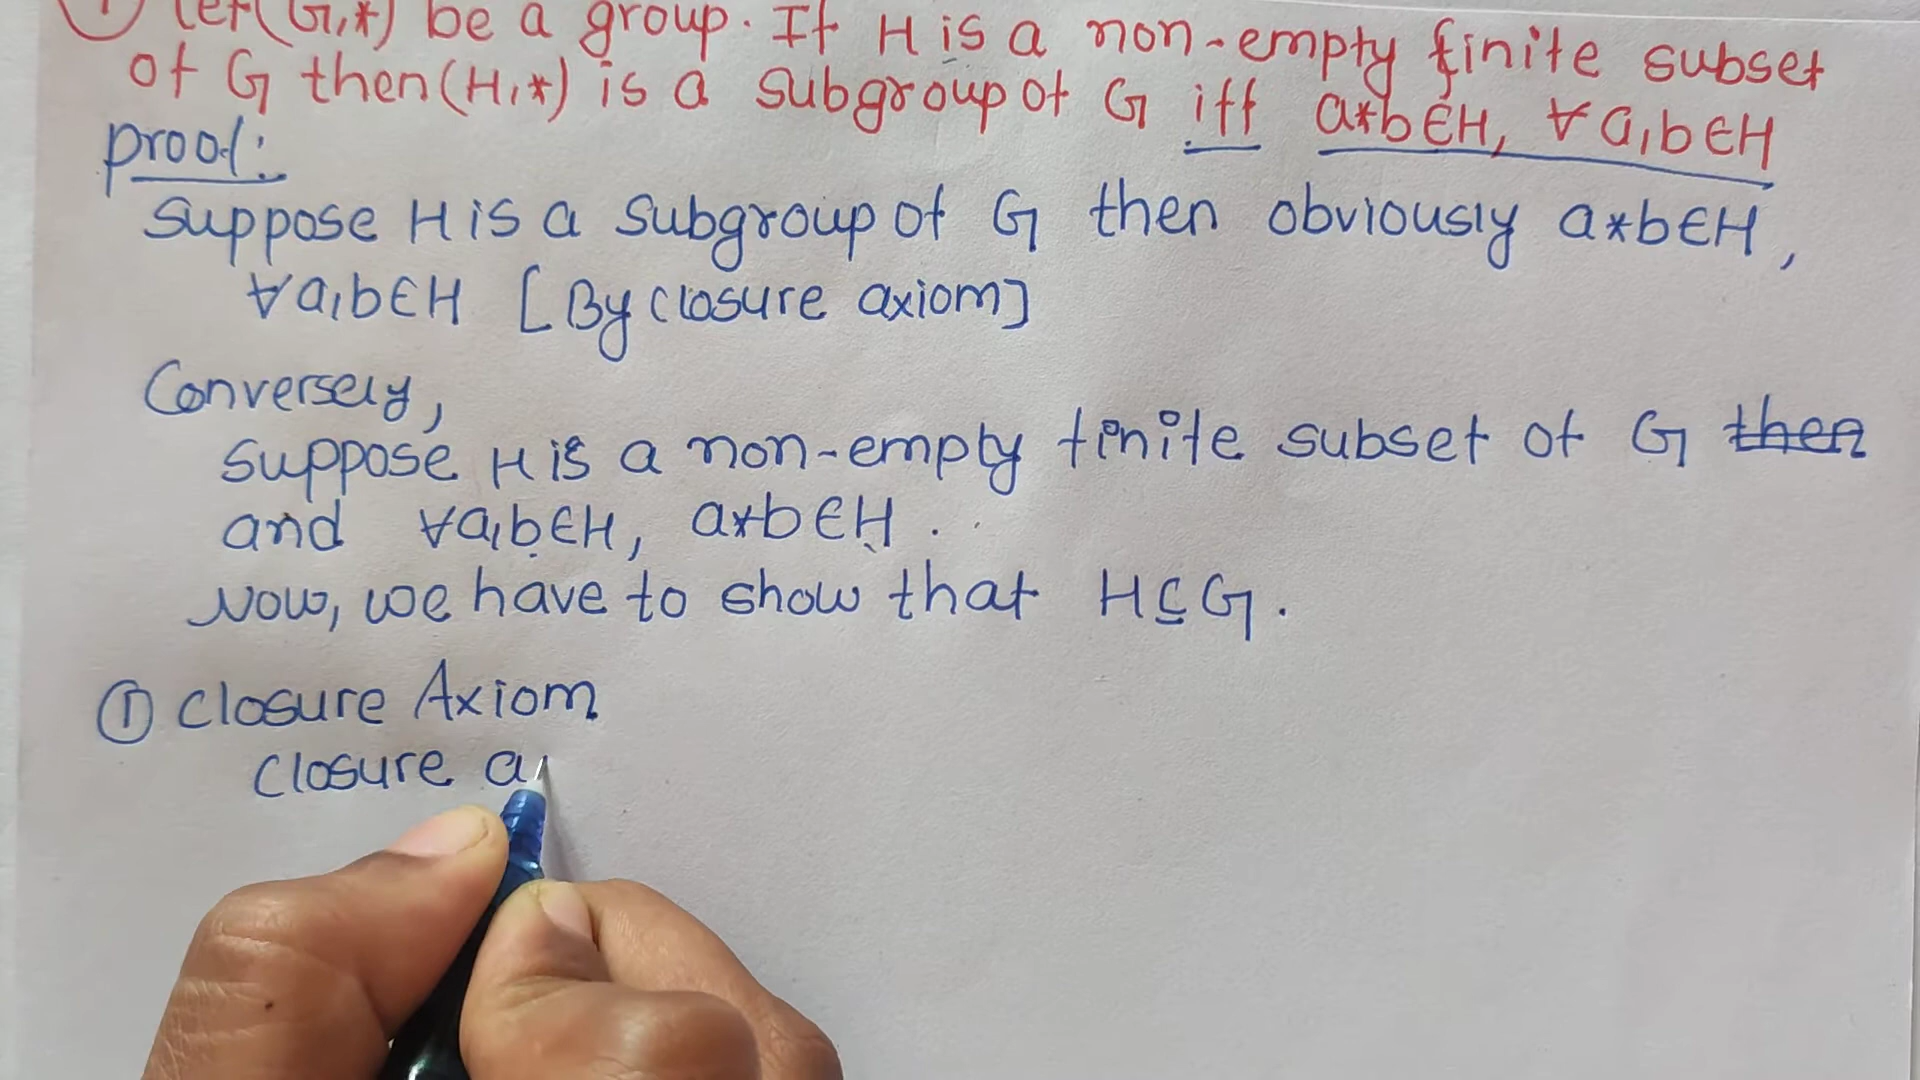 ① Let (G,*) be a group. If H is a non-empty finite subset
of G then (H,*) is a subgroup of G iff a*b∈H, ∀a,b∈H
proof:
Suppose H is a subgroup of G then obviously a*b∈H,
∀a,b∈H [By closure axiom]
Conversely,
suppose H is a non-empty finite subset of G then
and ∀a,b∈H, a*b∈H.
Now, we have to show that H⊆G.
① Closure Axiom
closure a